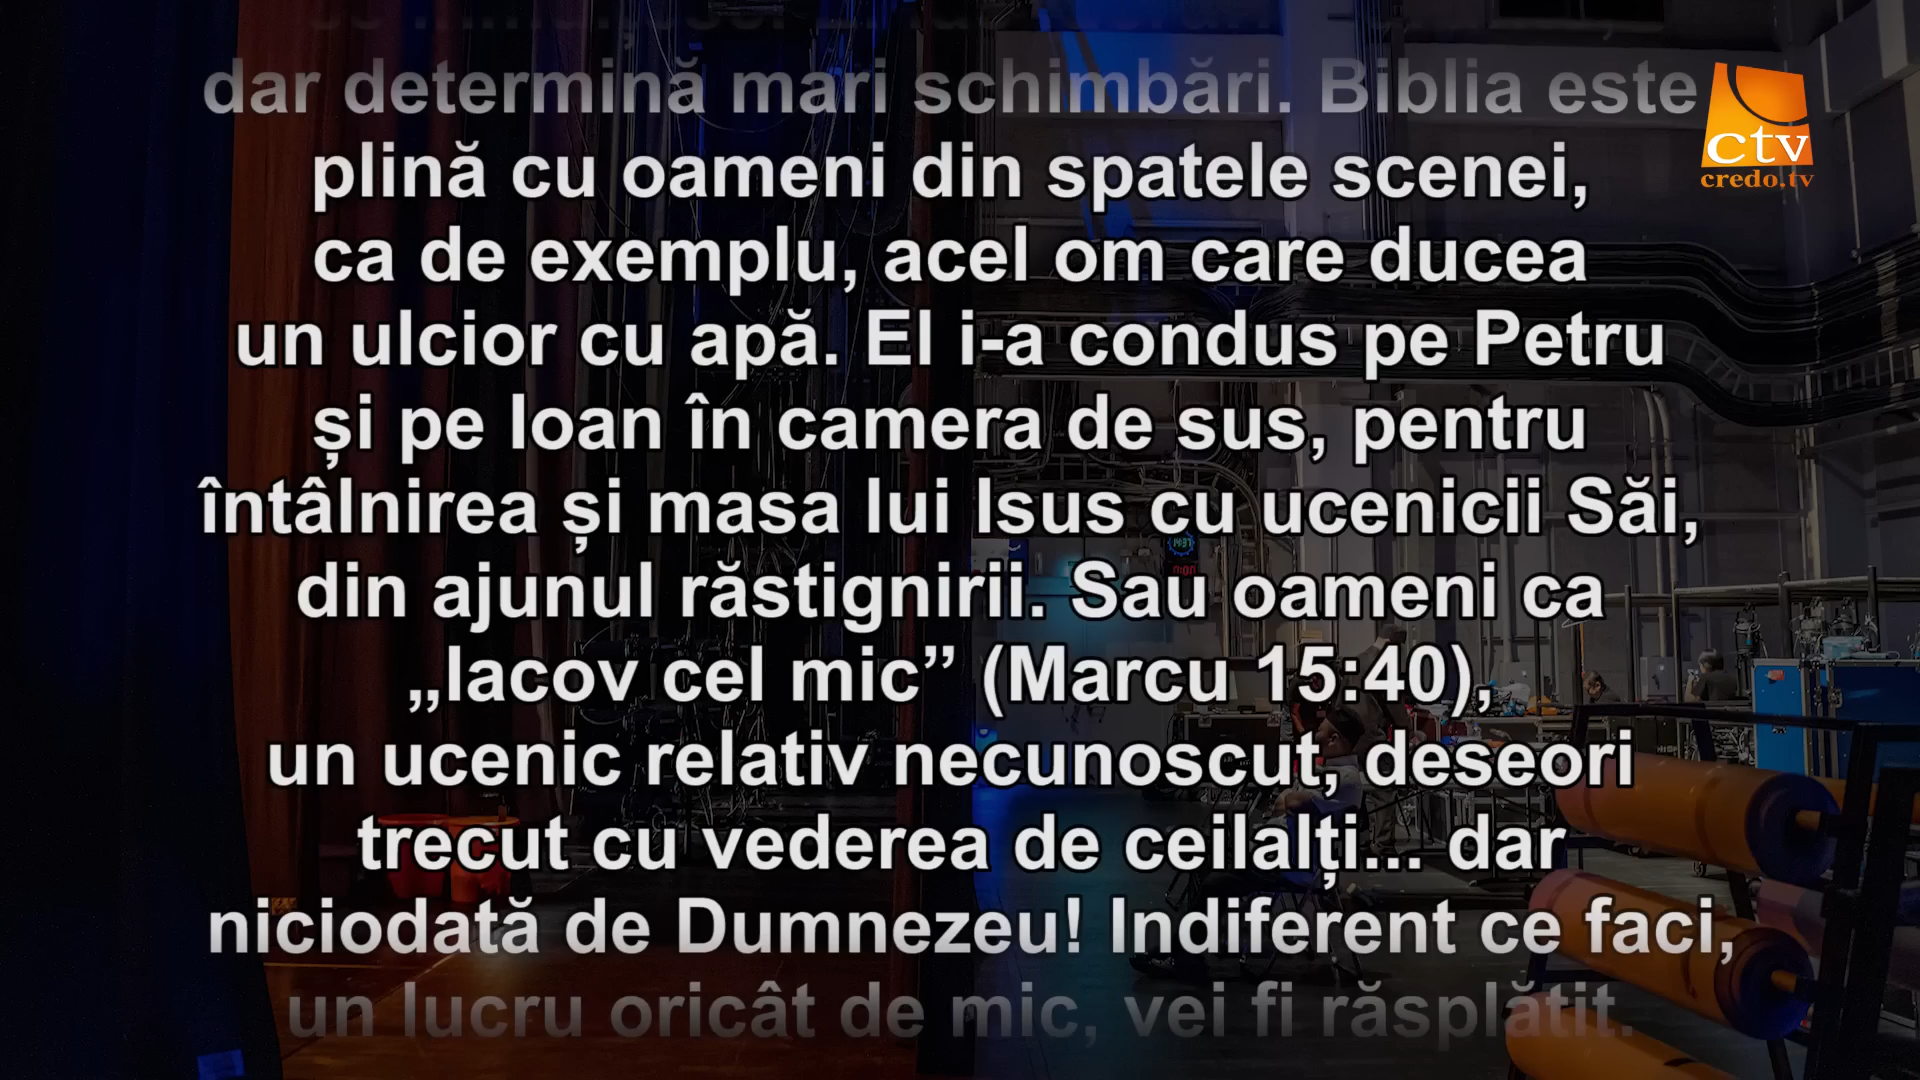 dar determină mari schimbări. Biblia este
plină cu oameni din spatele scenei,
ca de exemplu, acel om care ducea
un ulcior cu apă. El i-a condus pe Petru
și pe Ioan în camera de sus, pentru
întâlnirea și masa lui Isus cu ucenicii Săi,
din ajunul răstignirii. Sau oameni ca
„Iacov cel mic” (Marcu 15:40),
un ucenic relativ necunoscut, deseori
trecut cu vederea de ceilalți... dar
niciodată de Dumnezeu! Indiferent ce faci,
un lucru oricât de mic, vei fi răsplătit.
ctv
credo.tv